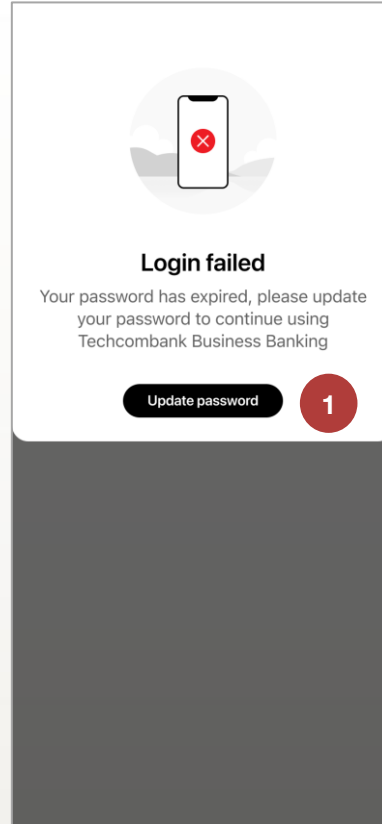 Login failed
Your password has expired, please update
your password to continue using
Techcombank Business Banking
Update password
1